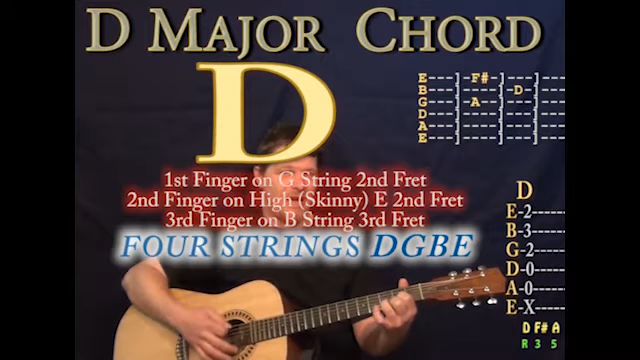 D MAJOR CHORD
D
1st Finger on G String 2nd Fret
2nd Finger on High (Skinny) E 2nd Fret
3rd Finger on B String 3rd Fret
FOUR STRINGS DGBE
E---]-F#-]---]--
B---]----]-D-]--
G---]-A--]---]--
D---]----]---]--
A---]----]---]--
E---]----]---]--
D
E-2------
B-3------
G-2------
D-0------
A-0------
E-X------
D F# A
R 3 5